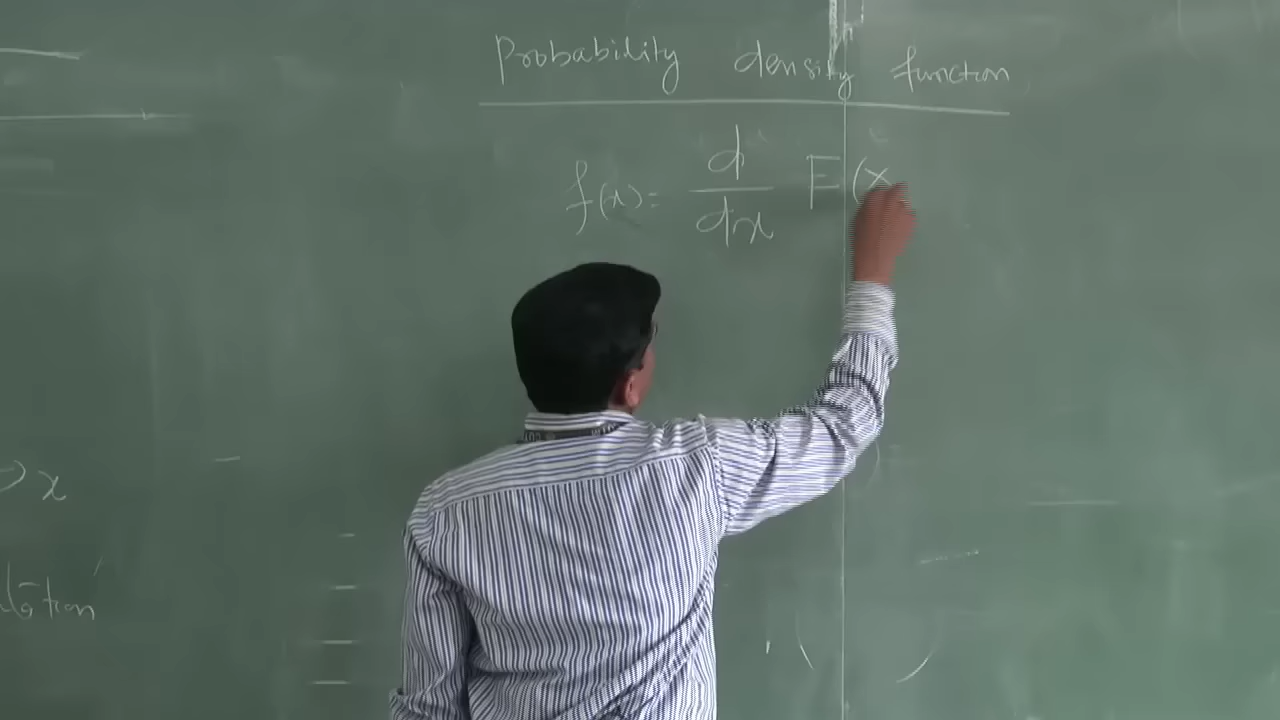 Probability density function
f(x) = d/dx F(x
x